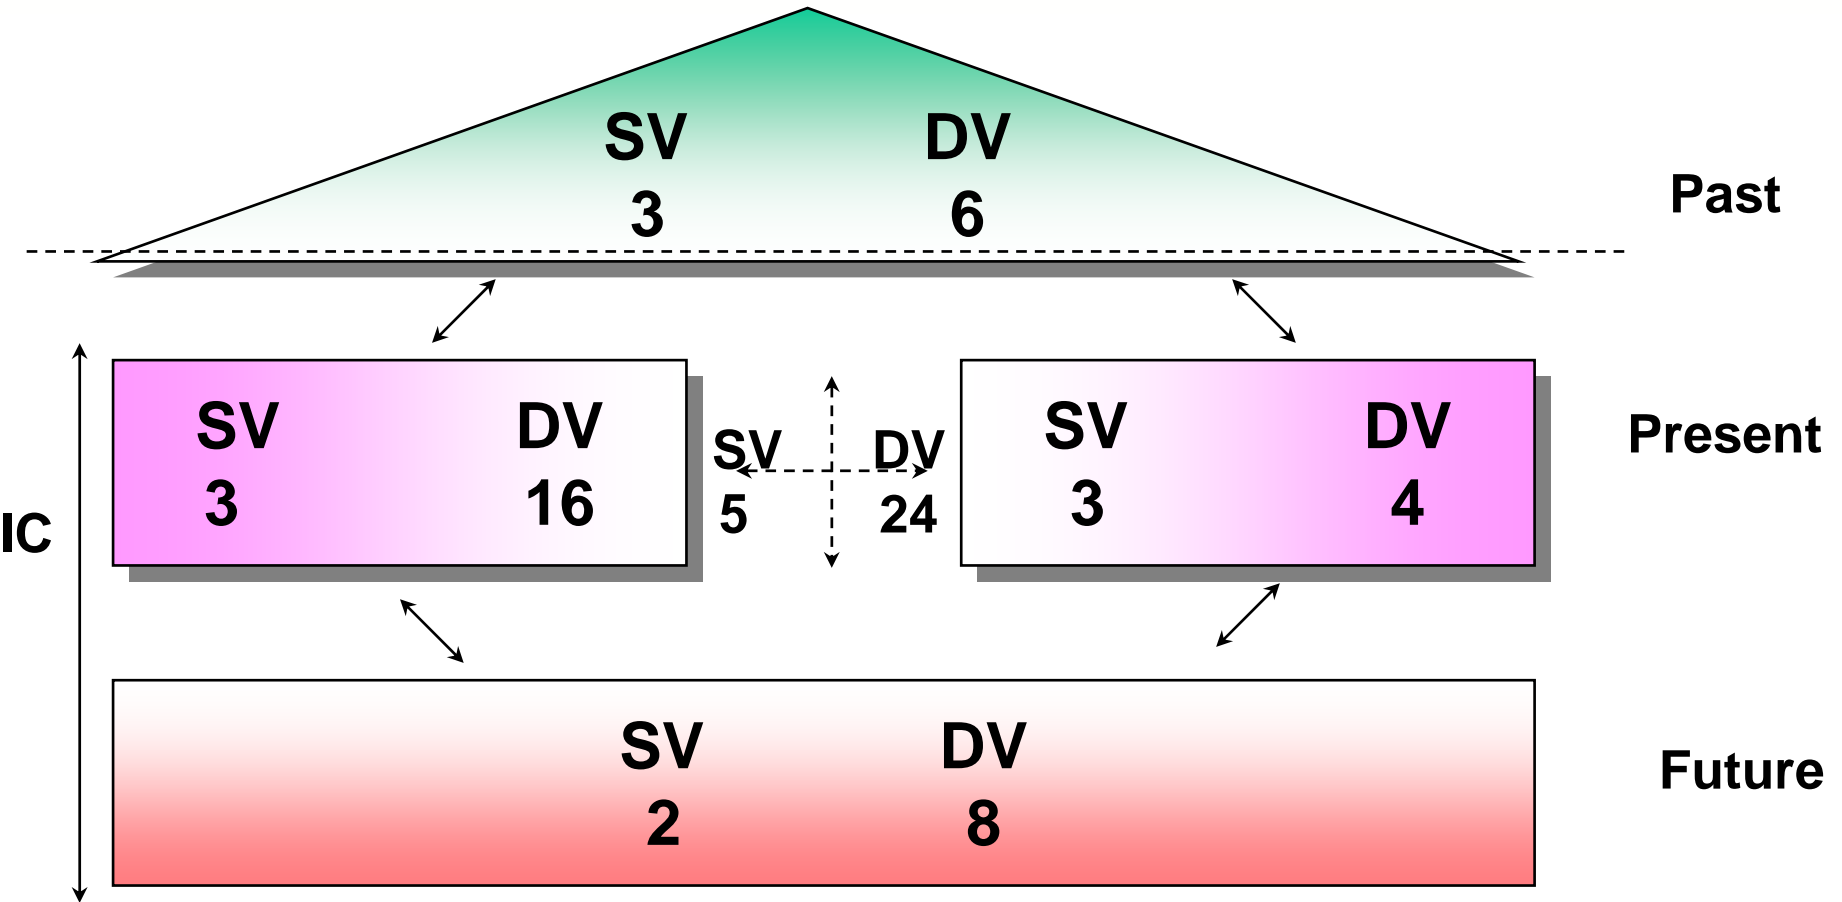 SV DV
3 6
Past
SV DV
3 16
SV DV
5 24
SV DV
3 4
Present
IC
SV DV
2 8
Future